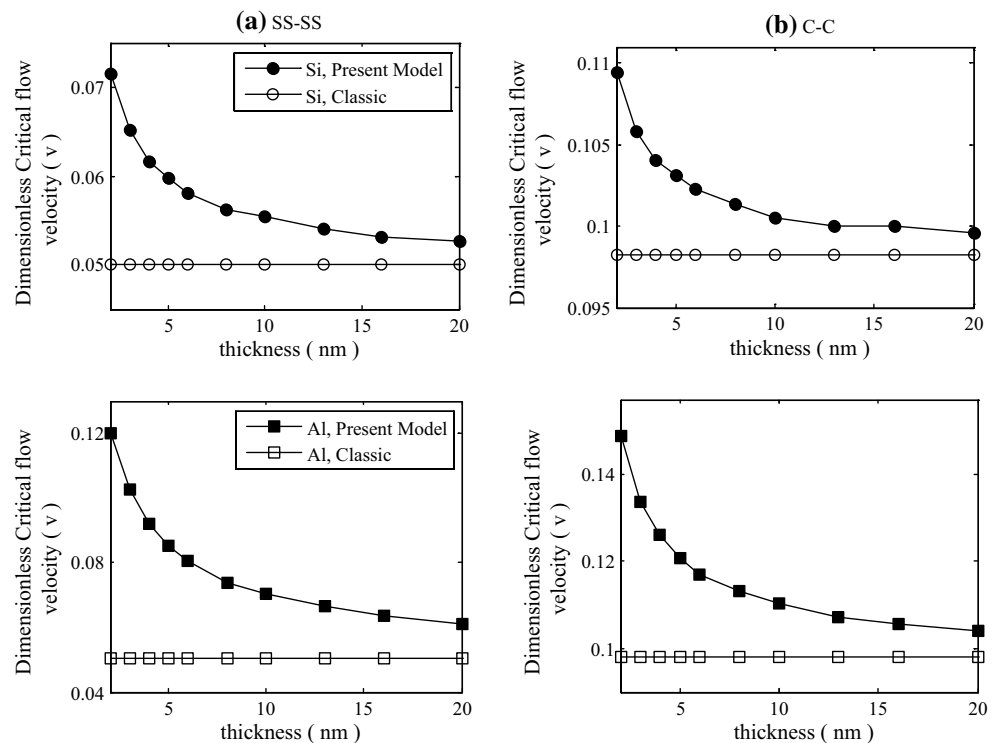 (a) SS-SS
Dimensionless Critical flow
velocity ( v )
0.07
0.06
0.05
Si, Present Model
Si, Classic
5
10
15
20
thickness ( nm )
(b) C-C
Dimensionless Critical flow
velocity ( v )
0.11
0.105
0.1
0.095
5
10
15
20
thickness ( nm )
Dimensionless Critical flow
velocity ( v )
0.12
0.08
0.04
Al, Present Model
Al, Classic
5
10
15
20
thickness ( nm )
Dimensionless Critical flow
velocity ( v )
0.14
0.12
0.1
5
10
15
20
thickness ( nm )